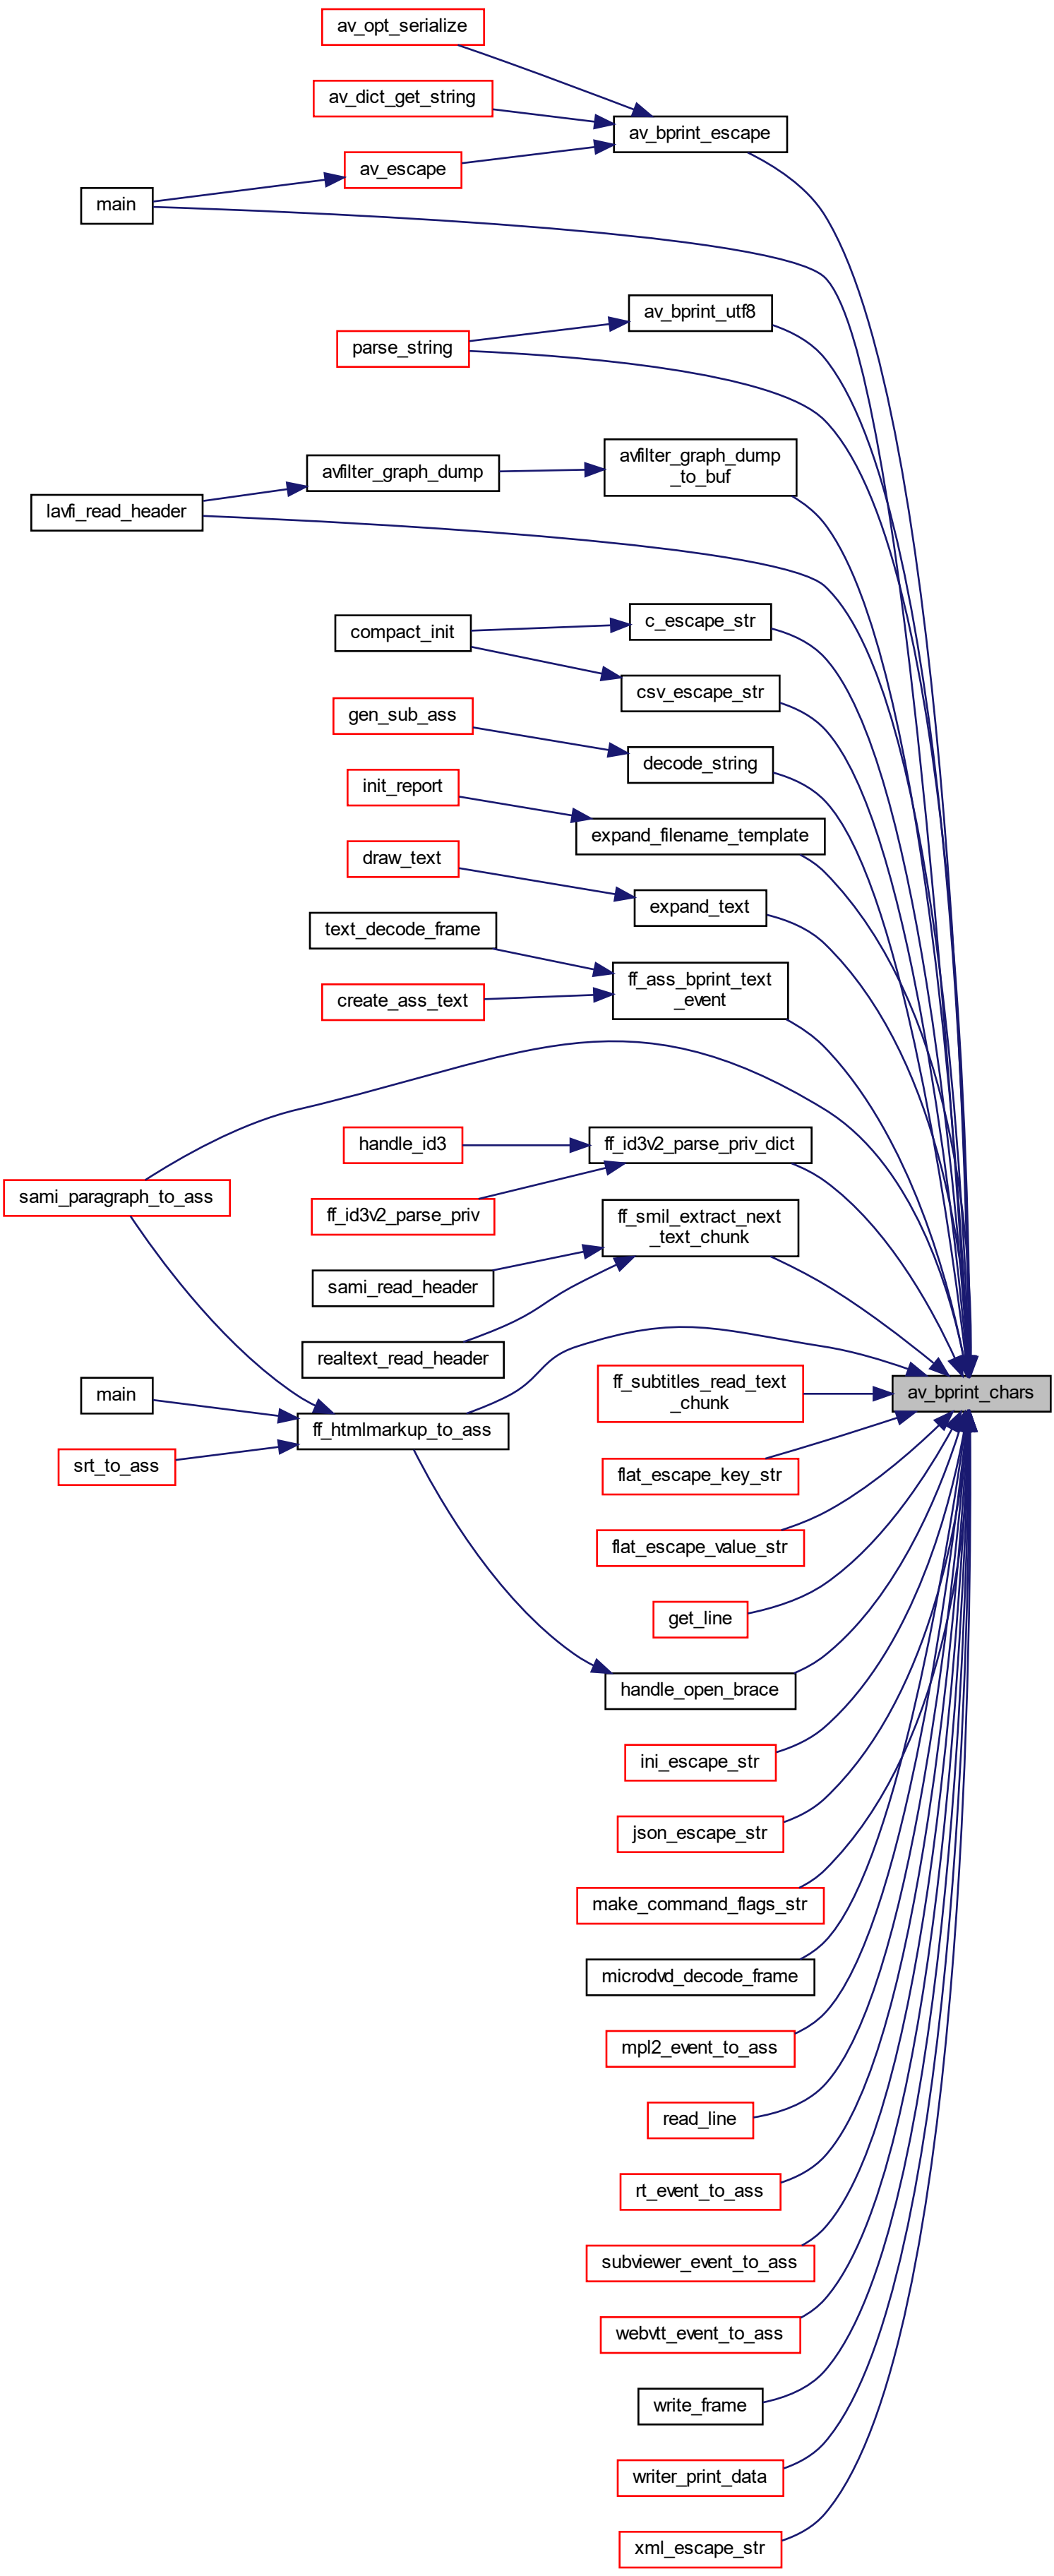 av_opt_serialize
av_dict_get_string
av_bprint_escape
av_escape
main
av_bprint_utf8
parse_string
avfilter_graph_dump
_to_buf
avfilter_graph_dump
lavfi_read_header
c_escape_str
compact_init
csv_escape_str
gen_sub_ass
decode_string
init_report
expand_filename_template
draw_text
expand_text
text_decode_frame
ff_ass_bprint_text
_event
create_ass_text
handle_id3
ff_id3v2_parse_priv_dict
sami_paragraph_to_ass
ff_id3v2_parse_priv
ff_smil_extract_next
_text_chunk
sami_read_header
realtext_read_header
ff_subtitles_read_text
_chunk
av_bprint_chars
main
ff_htmlmarkup_to_ass
srt_to_ass
flat_escape_key_str
flat_escape_value_str
get_line
handle_open_brace
ini_escape_str
json_escape_str
make_command_flags_str
microdvd_decode_frame
mpl2_event_to_ass
read_line
rt_event_to_ass
subviewer_event_to_ass
webvtt_event_to_ass
write_frame
writer_print_data
xml_escape_str